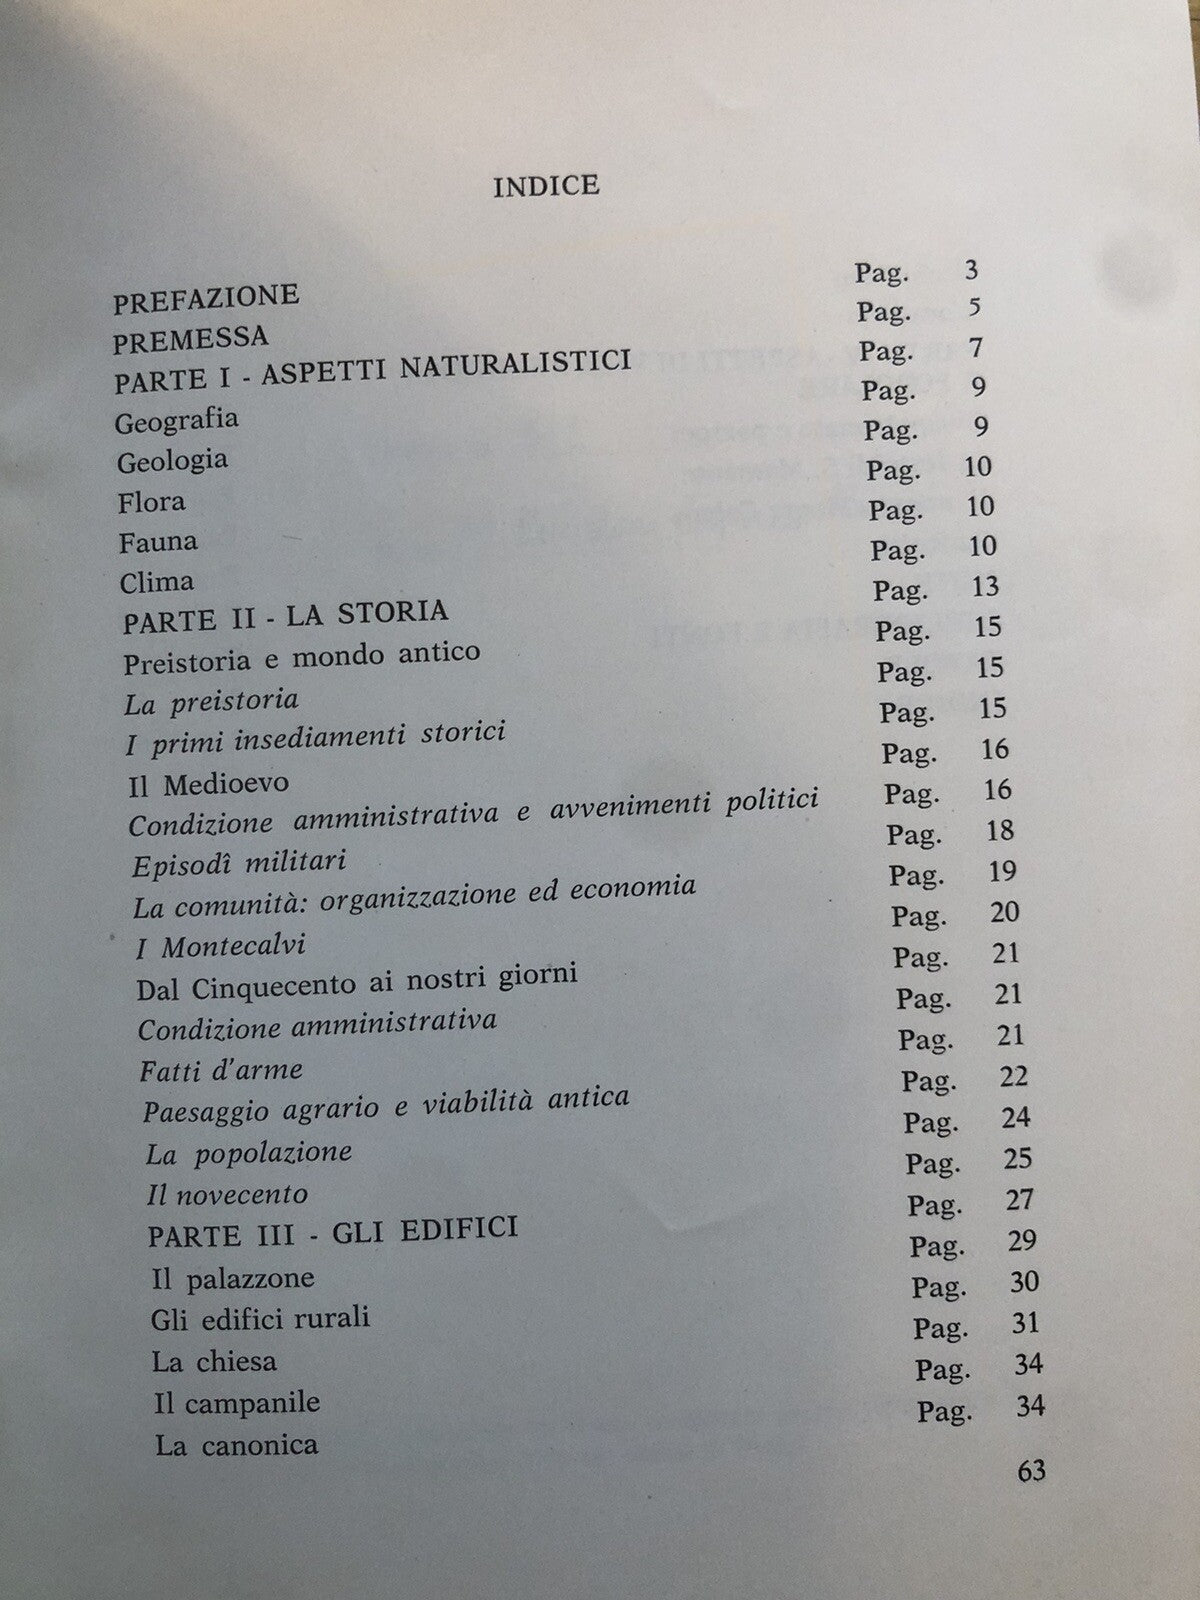 INDICE
PREFAZIONE Pag. 3
PREMESSA Pag. 5
PARTE I - ASPETTI NATURALISTICI Pag. 7
Geografia Pag. 9
Geologia Pag. 9
Flora Pag. 10
Fauna Pag. 10
Clima Pag. 10
PARTE II - LA STORIA Pag. 13
Preistoria e mondo antico Pag. 15
La preistoria Pag. 15
I primi insediamenti storici Pag. 15
Il Medioevo Pag. 16
Condizione amministrativa e avvenimenti politici Pag. 16
Episodî militari Pag. 18
La comunità: organizzazione ed economia Pag. 19
I Montecalvi Pag. 20
Dal Cinquecento ai nostri giorni Pag. 21
Condizione amministrativa Pag. 21
Fatti d'arme Pag. 21
Paesaggio agrario e viabilità antica Pag. 22
La popolazione Pag. 24
Il novecento Pag. 25
PARTE III - GLI EDIFICI Pag. 27
Il palazzone Pag. 29
Gli edifici rurali Pag. 30
La chiesa Pag. 31
Il campanile Pag. 34
La canonica Pag. 34
63